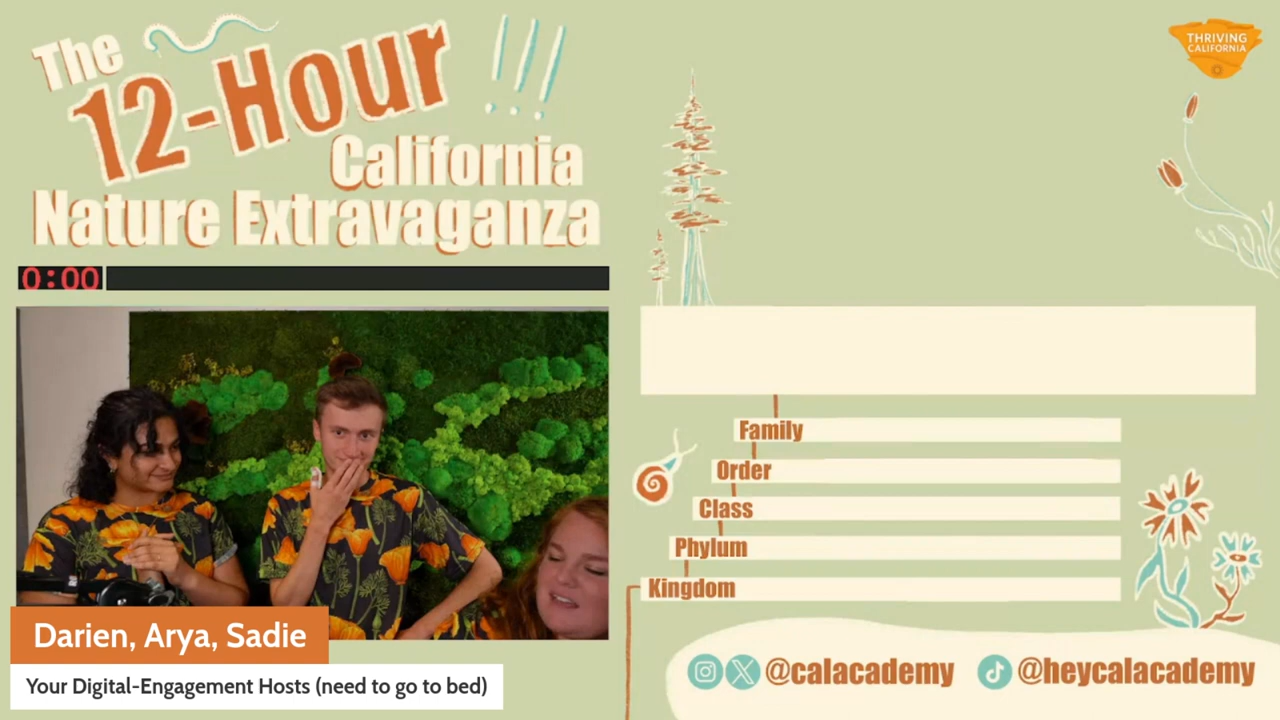 The
12-Hour
!!!
California
Nature Extravaganza
THRIVING
CALIFORNIA
0:00
Family
Order
Class
Phylum
Kingdom
Darien, Arya, Sadie
Your Digital-Engagement Hosts (need to go to bed)
@calacademy
@heycalacademy